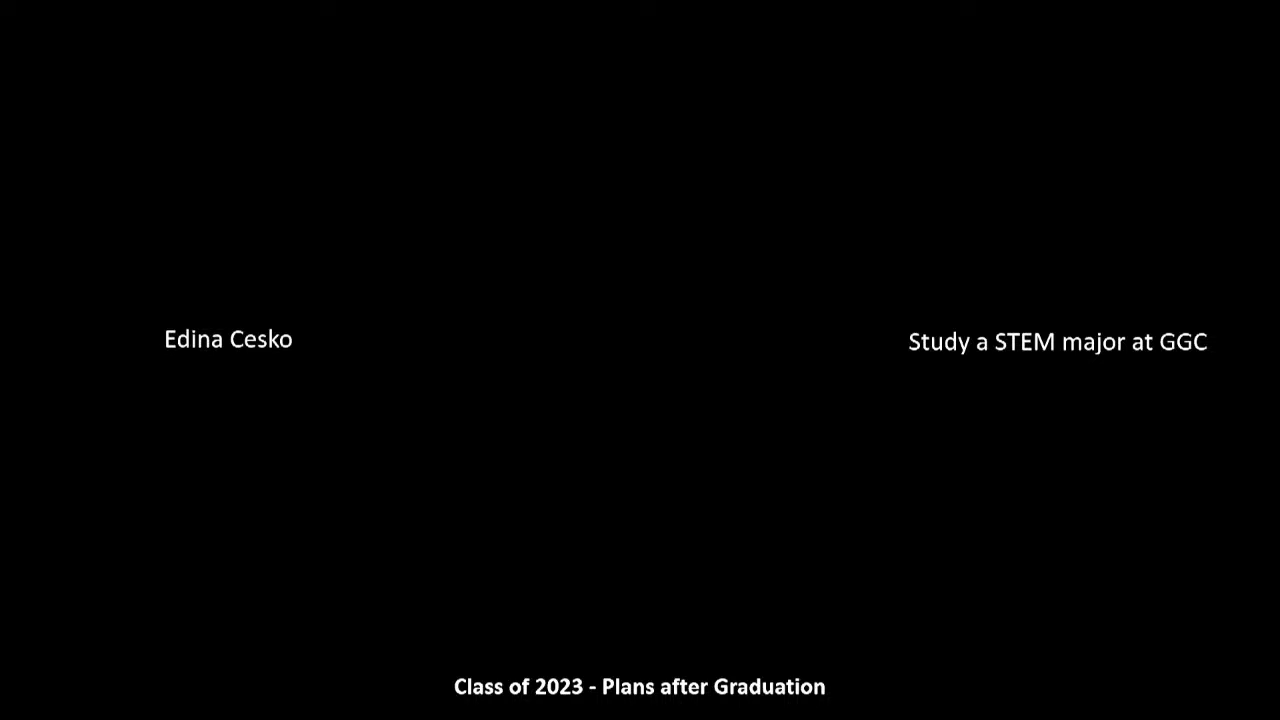 Edina Cesko
Study a STEM major at GGC
Class of 2023 - Plans after Graduation